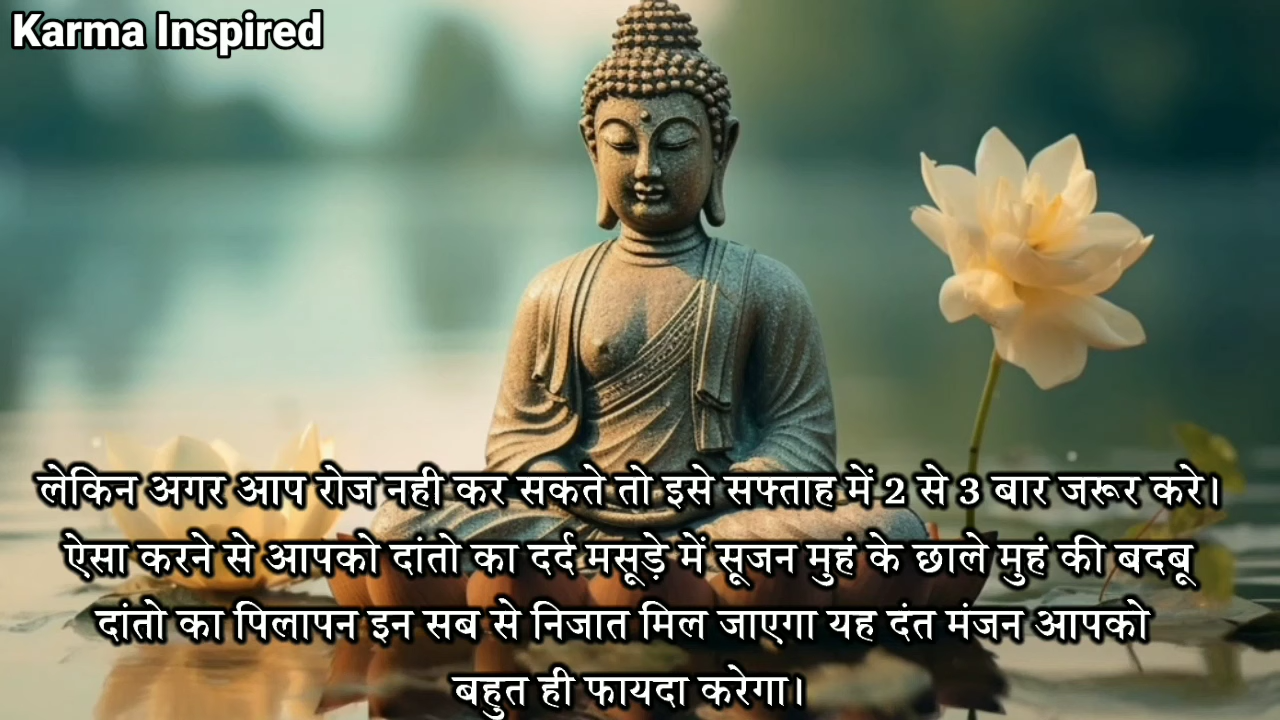 Karma Inspired
लेकिन अगर आप रोज नही कर सकते तो इसे सफ्ताह में 2 से 3 बार जरूर करे।
ऐसा करने से आपको दांतो का दर्द मसूड़े में सूजन मुहं के छाले मुहं की बदबू
दांतो का पिलापन इन सब से निजात मिल जाएगा यह दंत मंजन आपको
बहुत ही फायदा करेगा।